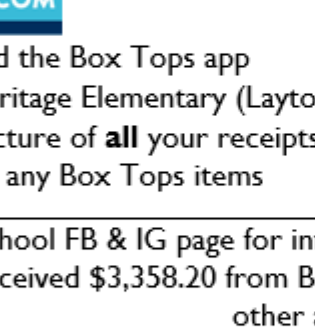 COM
d the Box Tops app
ritage Elementary (Layto
cture of all your receipts
any Box Tops items
hool FB & IG page for in
ceived $3,358.20 from B
other